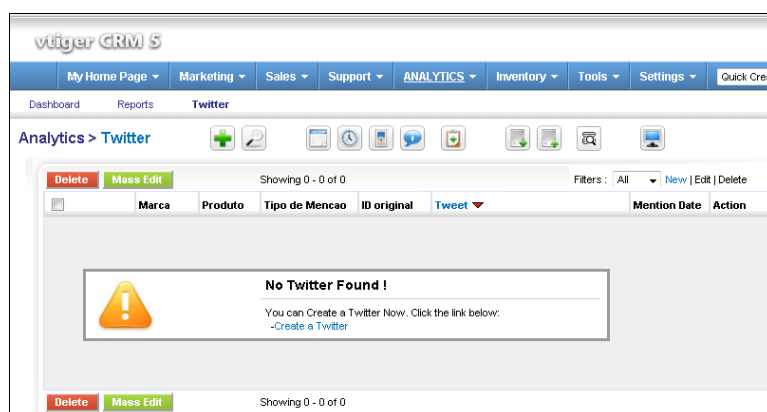 vtiger CRM 5
My Home Page Marketing Sales Support ANALYTICS Inventory Tools Settings Quick Cre
Dashboard Reports Twitter
Analytics > Twitter
Delete Mass Edit Showing 0 - 0 of 0 Filters : All New | Edit | Delete
Marca Produto Tipo de Mencao ID original Tweet Mention Date Action
No Twitter Found !
You can Create a Twitter Now. Click the link below:
-Create a Twitter
Delete Mass Edit Showing 0 - 0 of 0